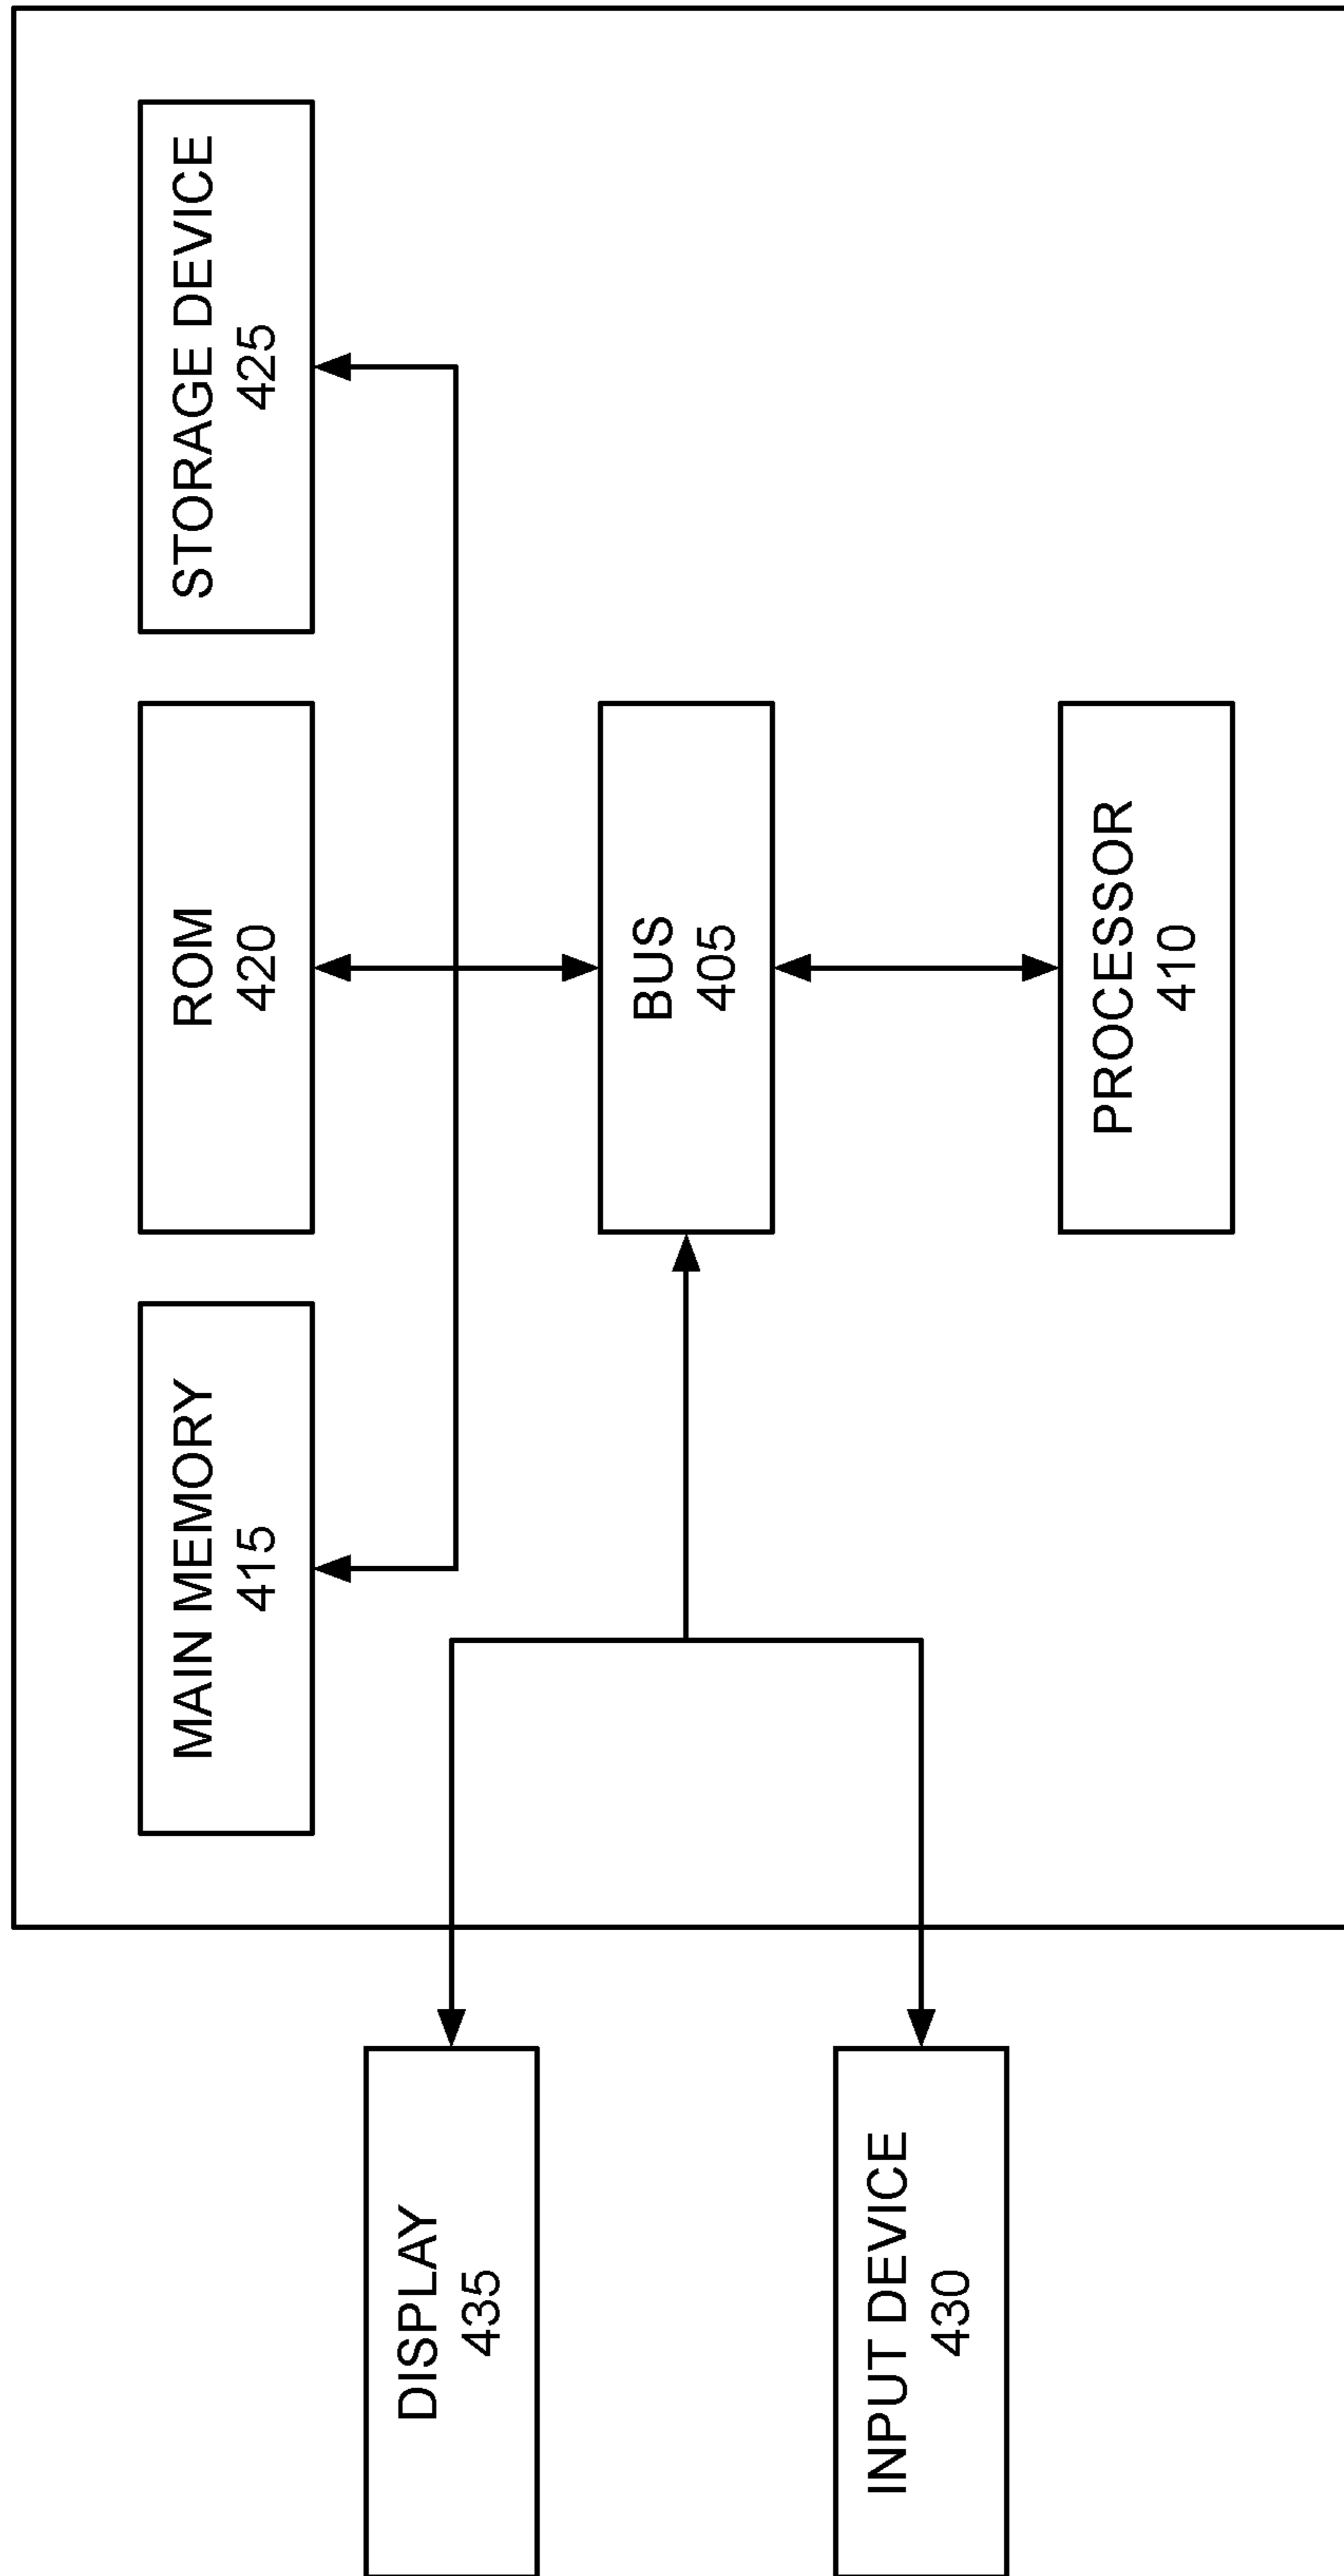 MAIN MEMORY
415
ROM
420
STORAGE DEVICE
425
DISPLAY
435
BUS
405
INPUT DEVICE
430
PROCESSOR
410